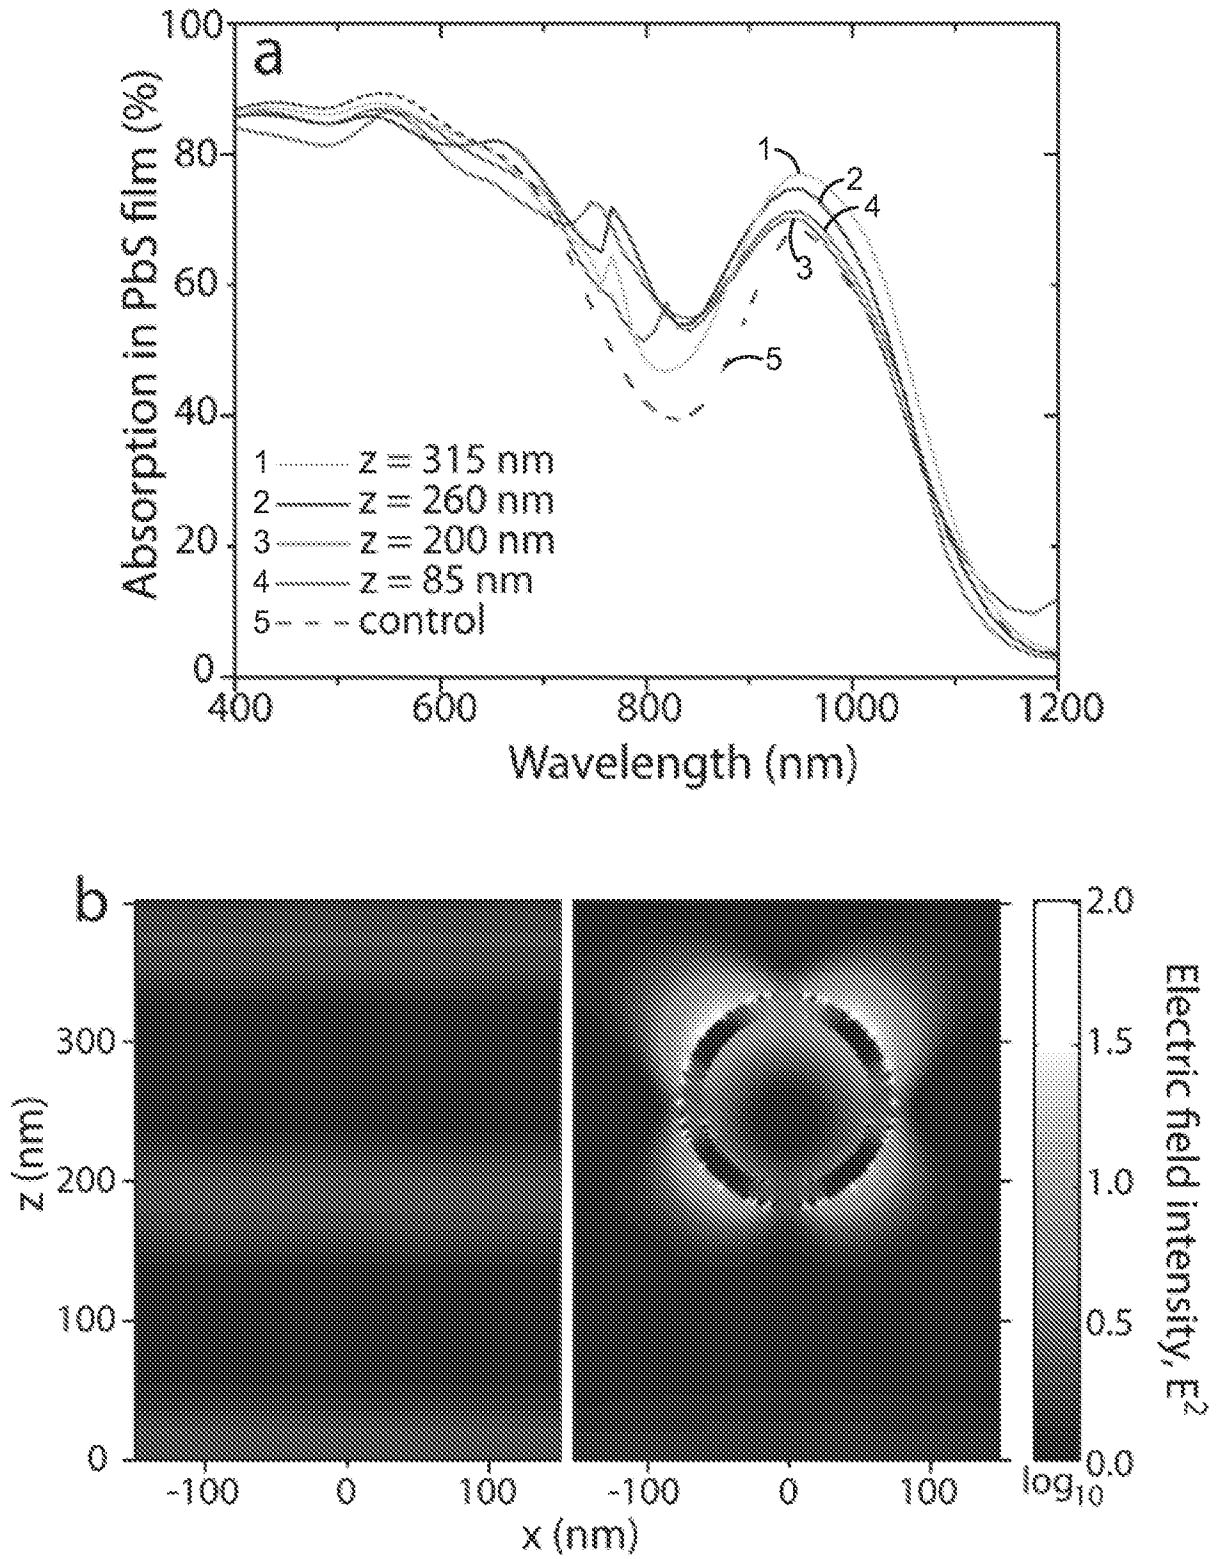 a
100
80
60
40
20
0
Absorption in PbS film (%)
1
2
4
3
5
1 z = 315 nm
2 z = 260 nm
3 z = 200 nm
4 z = 85 nm
5 control
400 600 800 1000 1200
Wavelength (nm)
b
300
200
100
0
z (nm)
-100 0 100 -100 0 100
x (nm)
2.0
1.5
1.0
0.5
0.0
log10
Electric field intensity, E²